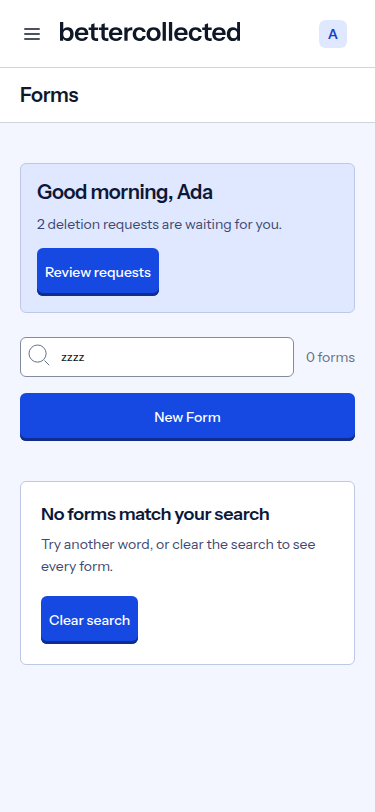 bettercollected
A
Forms
Good morning, Ada
2 deletion requests are waiting for you.
Review requests
zzzz
0 forms
New Form
No forms match your search
Try another word, or clear the search to see
every form.
Clear search